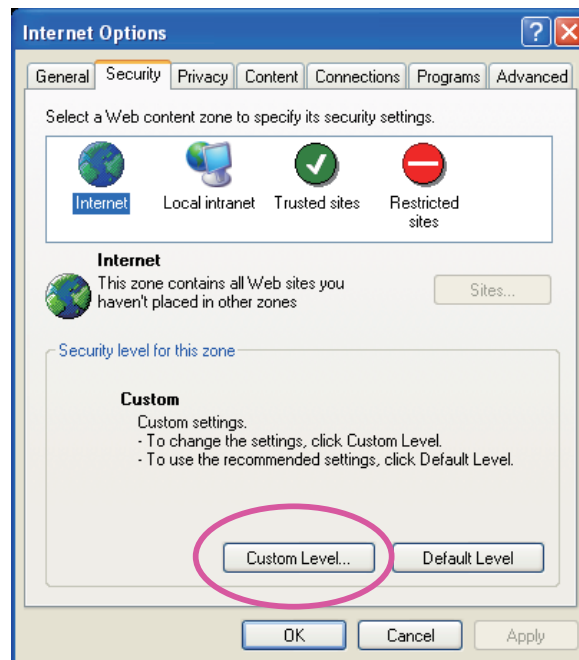 Internet Options
General Security Privacy Content Connections Programs Advanced
Select a Web content zone to specify its security settings.
Internet Local intranet Trusted sites Restricted
sites
Internet
This zone contains all Web sites you
haven't placed in other zones
Sites...
Security level for this zone
Custom
Custom settings.
- To change the settings, click Custom Level.
- To use the recommended settings, click Default Level.
Custom Level... Default Level
OK Cancel Apply